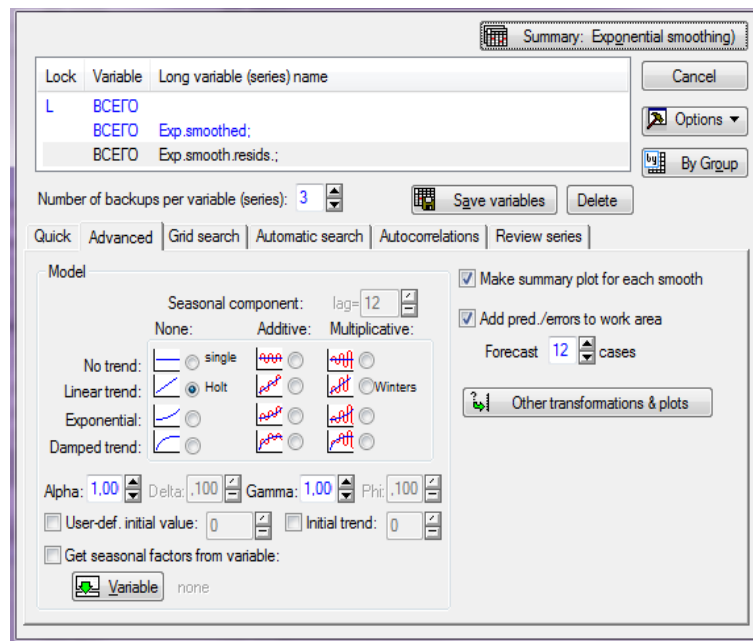 Summary: Exponential smoothing)
Lock Variable Long variable (series) name
Cancel
L ВСЕГО
ВСЕГО Exp.smoothed;
Options
ВСЕГО Exp.smooth.resids.;
By Group
Number of backups per variable (series): 3 Save variables Delete
Quick Advanced Grid search Automatic search Autocorrelations Review series
Model
Make summary plot for each smooth
Seasonal component: lag= 12
None: Additive: Multiplicative:
Add pred./errors to work area
No trend: single
Forecast 12 cases
Linear trend: Holt Winters
Exponential:
Other transformations & plots
Damped trend:
Alpha: 1,00 Delta: ,100 Gamma: 1,00 Phi: ,100
User-def. initial value: 0 Initial trend: 0
Get seasonal factors from variable:
Variable none